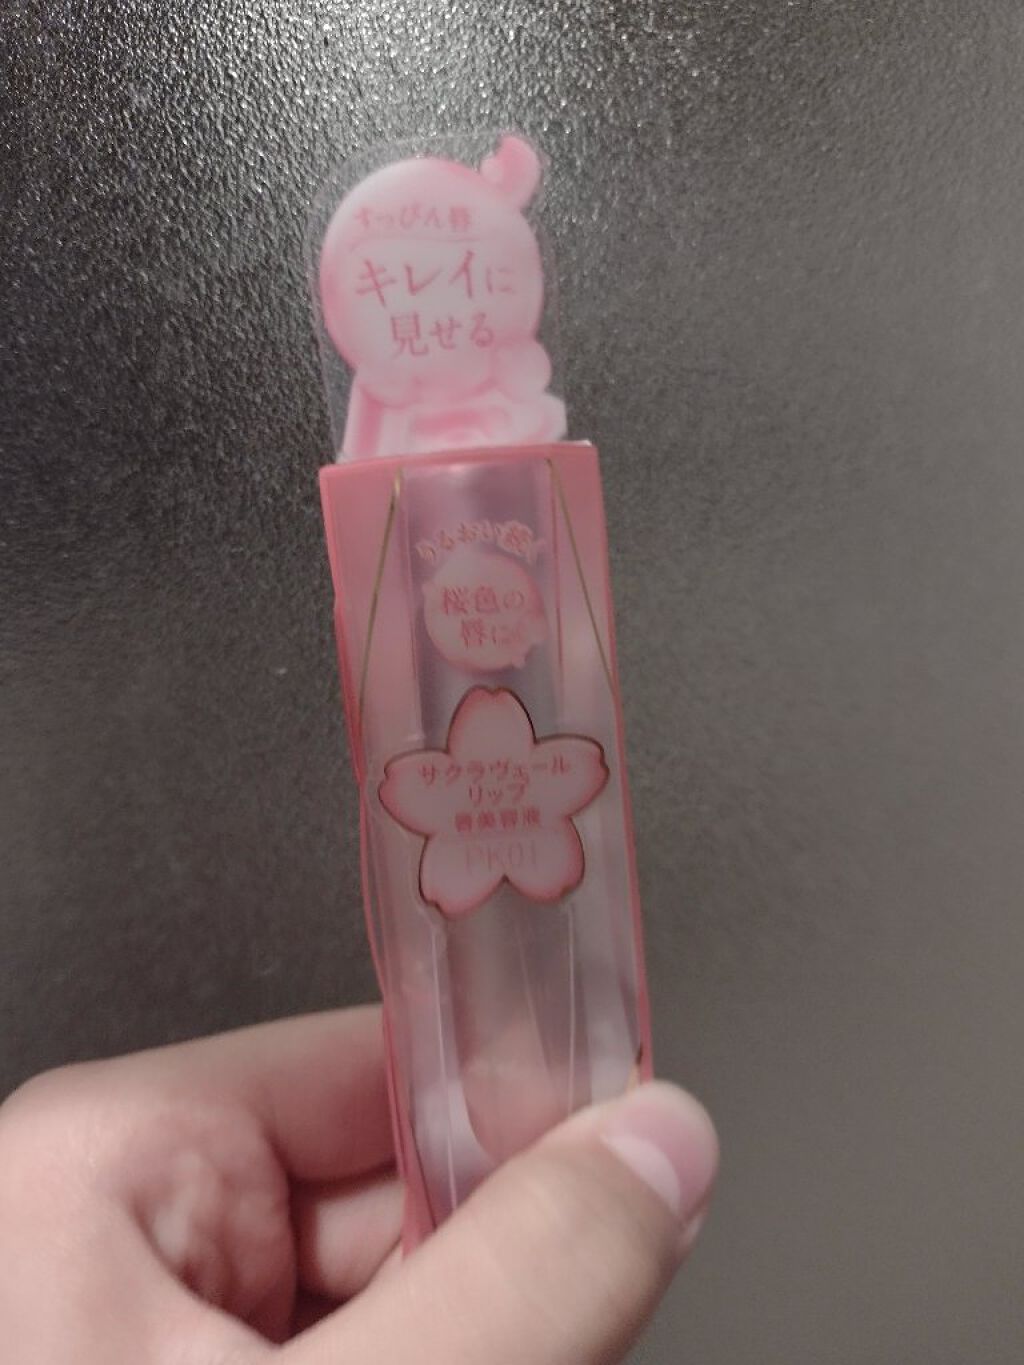 すっぴん唇
キレイに
見せる
うるおい感
桜色の
唇に
サクラヴェール
リップ
唇美容液
PK01